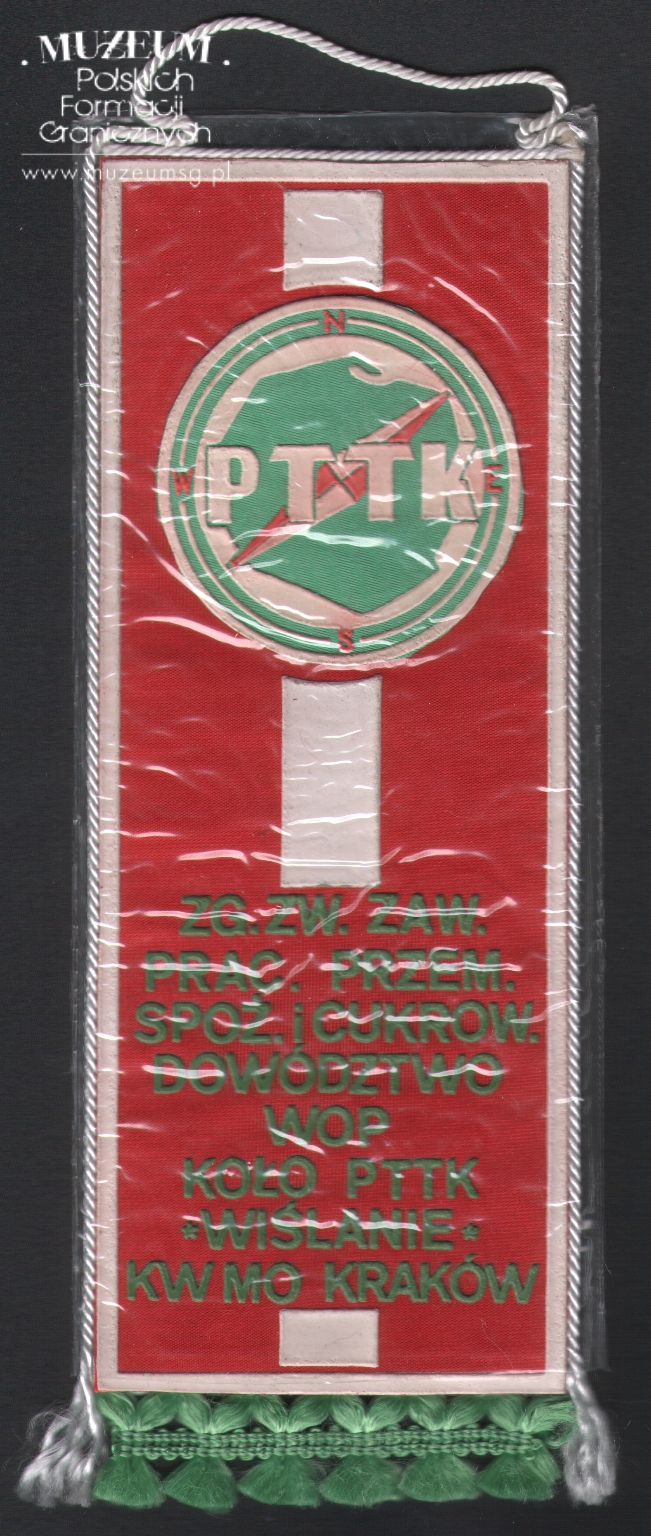 . MUZEUM .
Polskich
Formacji
Granicznych
www.muzeumsg.pl
N
W PTTK E
S
ZG. ZW. ZAW.
PRAC. PRZEM.
SPOŻ. i CUKROW.
DOWÓDZTWO
WOP
KOŁO PTTK
*WIŚLANIE*
KW MO KRAKÓW